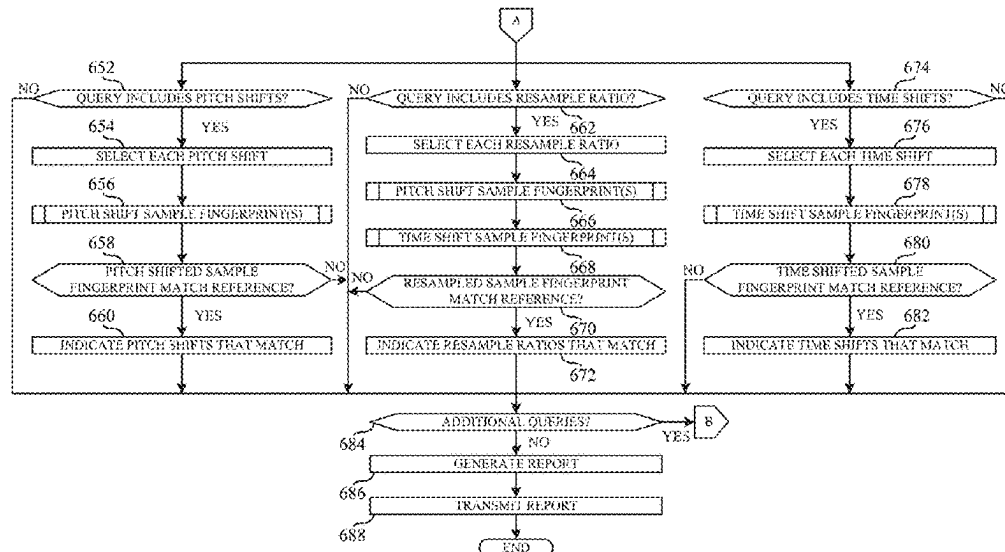 A
652
NO
QUERY INCLUDES PITCH SHIFTS?
YES
654
SELECT EACH PITCH SHIFT
656
PITCH SHIFT SAMPLE FINGERPRINT(S)
658
PITCH SHIFTED SAMPLE
FINGERPRINT MATCH REFERENCE?
NO
YES
660
INDICATE PITCH SHIFTS THAT MATCH
NO
QUERY INCLUDES RESAMPLE RATIO?
YES
662
SELECT EACH RESAMPLE RATIO
664
PITCH SHIFT SAMPLE FINGERPRINT(S)
666
TIME SHIFT SAMPLE FINGERPRINT(S)
668
NO
RESAMPLED SAMPLE FINGERPRINT
MATCH REFERENCE?
YES
670
INDICATE RESAMPLE RATIOS THAT MATCH
672
674
NO
QUERY INCLUDES TIME SHIFTS?
YES
676
SELECT EACH TIME SHIFT
678
TIME SHIFT SAMPLE FINGERPRINT(S)
680
NO
TIME SHIFTED SAMPLE
FINGERPRINT MATCH REFERENCE?
YES
682
INDICATE TIME SHIFTS THAT MATCH
ADDITIONAL QUERIES?
684
YES
B
NO
GENERATE REPORT
686
TRANSMIT REPORT
688
END